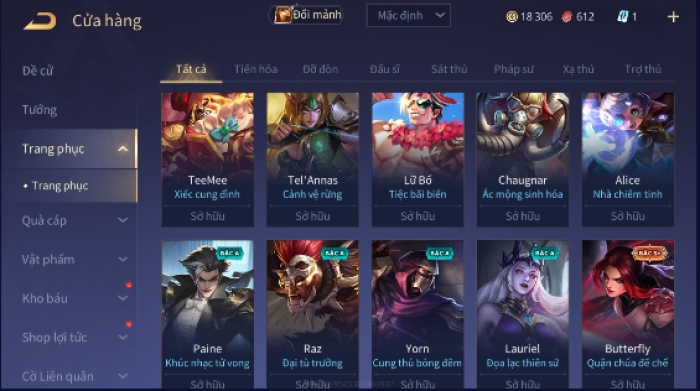 Cửa hàng
Đổi mảnh
Mặc định
18 306
612
1
+
Đề cử
Tướng
Trang phục
Trang phục
Quà cáp
Vật phẩm
Kho báu
Shop lợi tức
Cờ Liên quân
Tất cả Tiến hóa Đỡ đòn Đấu sĩ Sát thủ Pháp sư Xạ thủ Trợ thủ
TeeMee
Xiếc cung đình
Sở hữu
Tel'Annas
Cảnh vệ rừng
Sở hữu
Lữ Bố
Tiệc bãi biển
Sở hữu
Chaugnar
Ác mộng sinh hóa
Sở hữu
Alice
Nhà chiêm tinh
Sở hữu
BẬC A
Paine
Khúc nhạc tử vong
Sở hữu
Raz
Đại tù trưởng
Sở hữu
BẬC A
Yorn
Cung thủ bóng đêm
Sở hữu
BẬC A
Lauriel
Đọa lạc thiên sứ
Sở hữu
BẬC S+
Butterfly
Quận chúa đế chế
Sở hữu